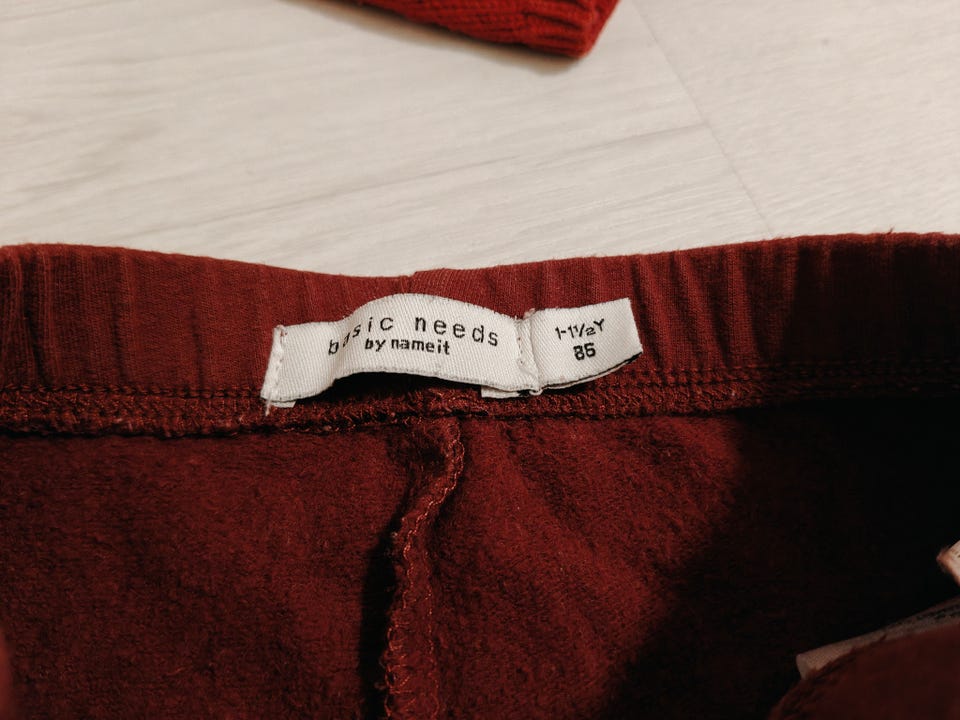 basic needs
by nameit
1-1½Y
86